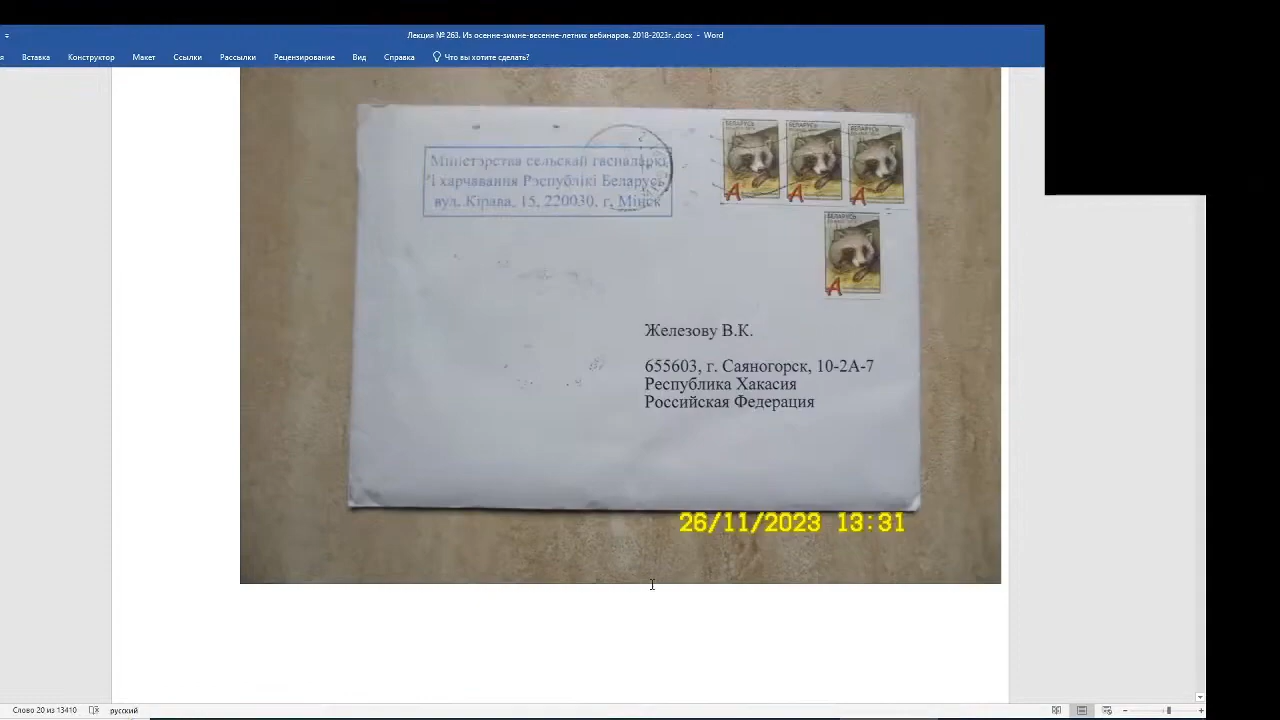 Лекция № 263. Из осенне-зимне-весенне-летних вебинаров. 2018-2023г..docx - Word
Вставка Конструктор Макет Ссылки Рассылки Рецензирование Вид Справка Что вы хотите сделать?
БЕЛАРУСЬ БЕЛАРУСЬ БЕЛАРУСЬ
A A A
Міністэрства сельскай гаспадаркі
і харчавання Рэспублікі Беларусь
вул. Кірава, 15, 220030, г. Мінск
БЕЛАРУСЬ
A
Железову В.К.
655603, г. Саяногорск, 10-2А-7
Республика Хакасия
Российская Федерация
26/11/2023 13:31
Слово 20 из 13410 русский